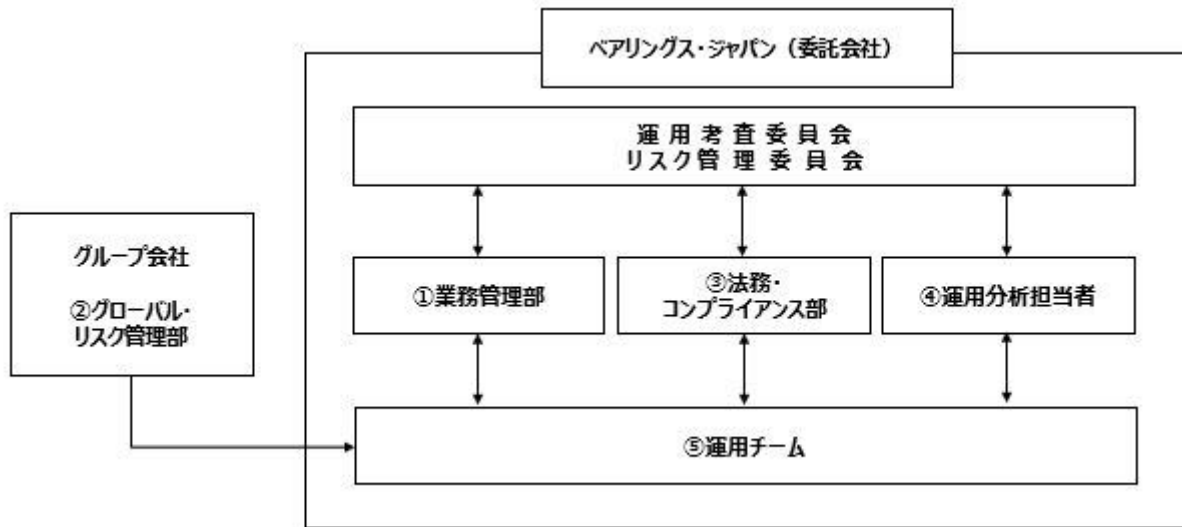 ベアリングス・ジャパン（委託会社）
運用考査委員会
リスク管理委員会
グループ会社
②グローバル・
リスク管理部
①業務管理部
③法務・
コンプライアンス部
④運用分析担当者
⑤運用チーム